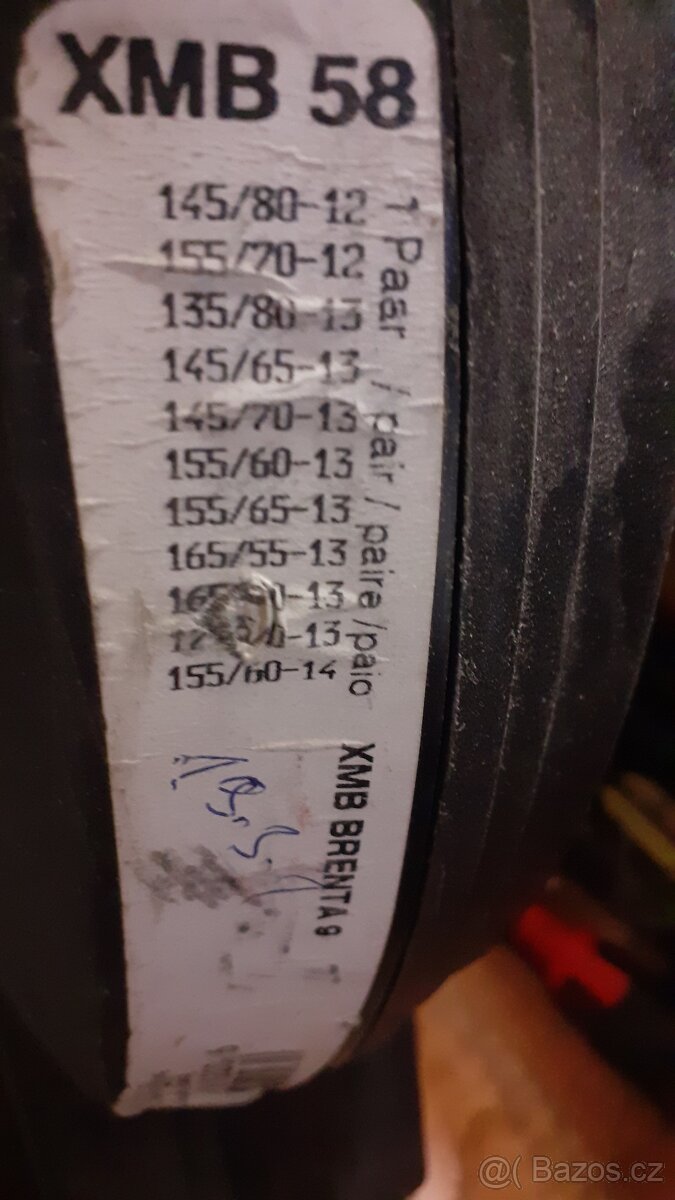 XMB 58
145/80-12
155/70-12
135/80-13
145/65-13
145/70-13
155/60-13
155/65-13
165/55-13
-13
-13
155/60-14
1 Paar / pair / paire /paio
XMB BRENTA 9
@( Bazos.cz